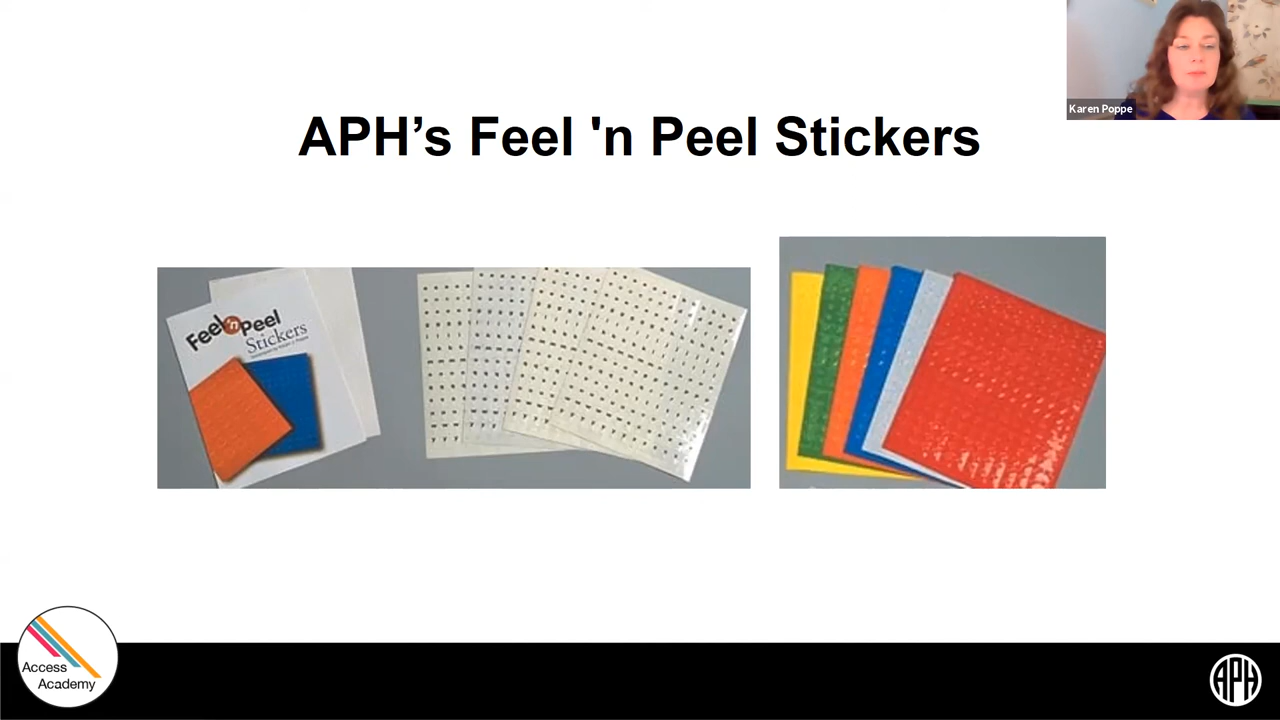 Karen Poppe
APH’s Feel 'n Peel Stickers
Feel 'n Peel
Stickers
Access
Academy
APH